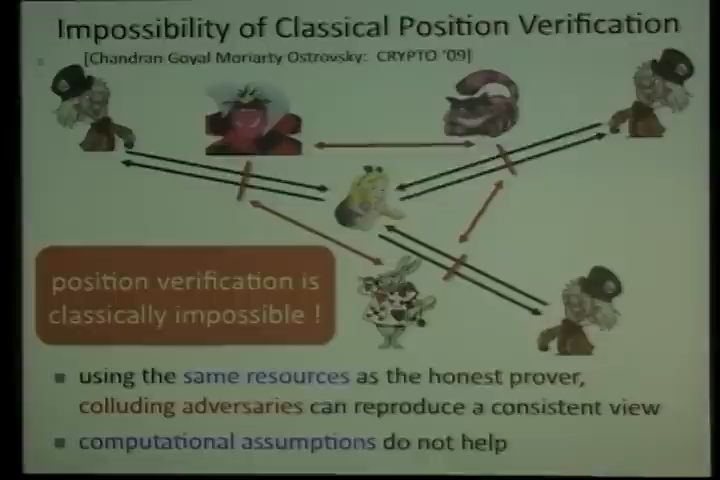 Impossibility of Classical Position Verification
[Chandran Goyal Moriarty Ostrovsky: CRYPTO '09]
position verification is
classically impossible !
using the same resources as the honest prover,
colluding adversaries can reproduce a consistent view
computational assumptions do not help